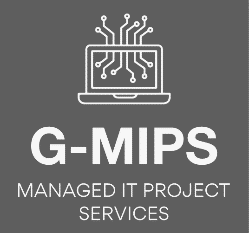 G-MIPS
MANAGED IT PROJECT
SERVICES